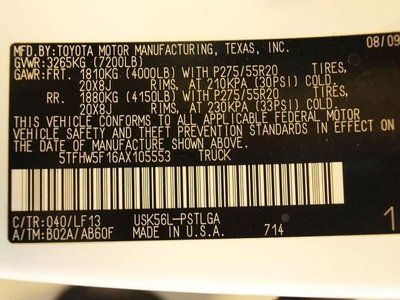 MFD.BY:TOYOTA MOTOR MANUFACTURING, TEXAS, INC. 08/09
GVWR:3265KG (7200LB)
GAWR:FRT. 1810KG (4000LB) WITH P275/55R20 TIRES,
20X8J RIMS, AT 210KPA (30PSI) COLD.
RR. 1880KG (4150LB) WITH P275/55R20 TIRES,
20X8J RIMS, AT 230KPA (33PSI) COLD.
THIS VEHICLE CONFORMS TO ALL APPLICABLE FEDERAL MOTOR
VEHICLE SAFETY AND THEFT PREVENTION STANDARDS IN EFFECT ON
THE DATE OF MANUFACTURE SHOWN ABOVE.
5TFHW5F16AX105553 TRUCK
C/TR:040/LF13 USK56L-PSTLGA 1
A/TM:B02A/AB60F MADE IN U.S.A. 714